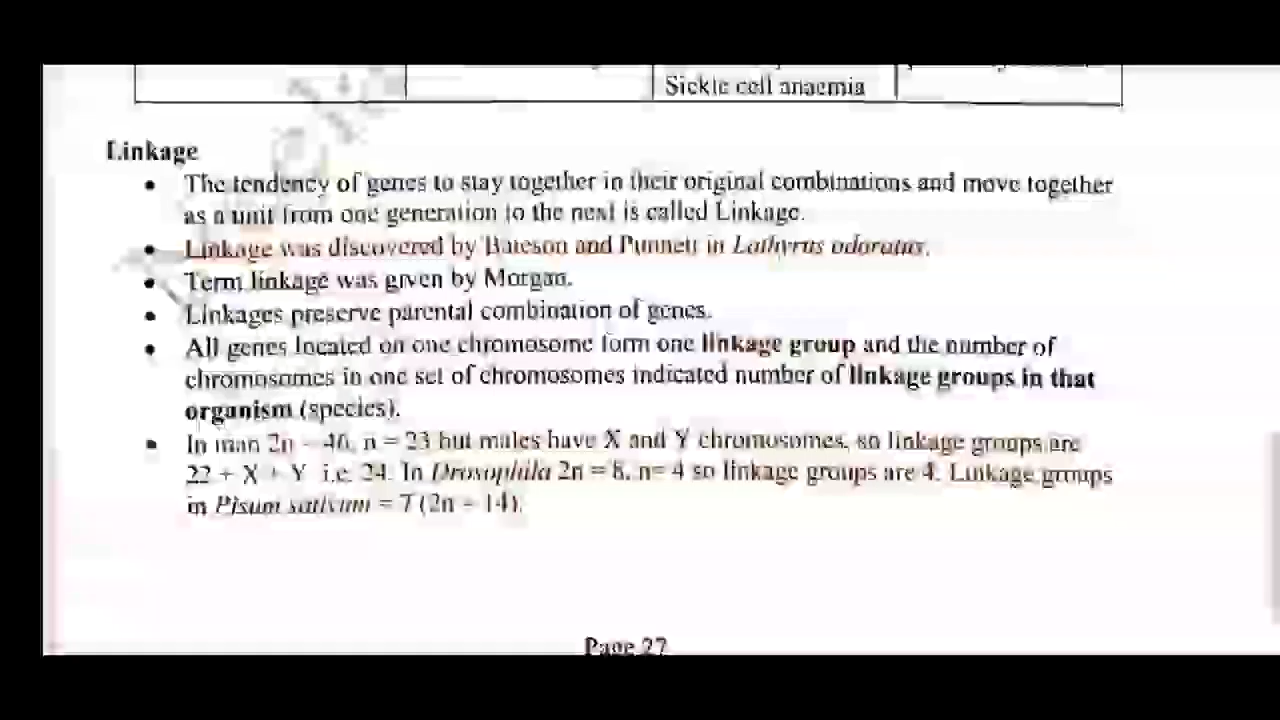 Sickle cell anaemia
Linkage
• The tendency of genes to stay together in their original combinations and move together
as a unit from one generation to the next is called Linkage.
• Linkage was discovered by Bateson and Punnett in Lathyrus odoratus.
• Term linkage was given by Morgan.
• Linkages preserve parental combination of genes.
• All genes located on one chromosome form one linkage group and the number of
chromosomes in one set of chromosomes indicated number of linkage groups in that
organism (species).
• In man 2n = 46, n = 23 but males have X and Y chromosomes, so linkage groups are
22 + X + Y i.e. 24. In Drosophila 2n = 8, n= 4 so linkage groups are 4. Linkage groups
in Pisum sativum = 7 (2n = 14).
Page 27